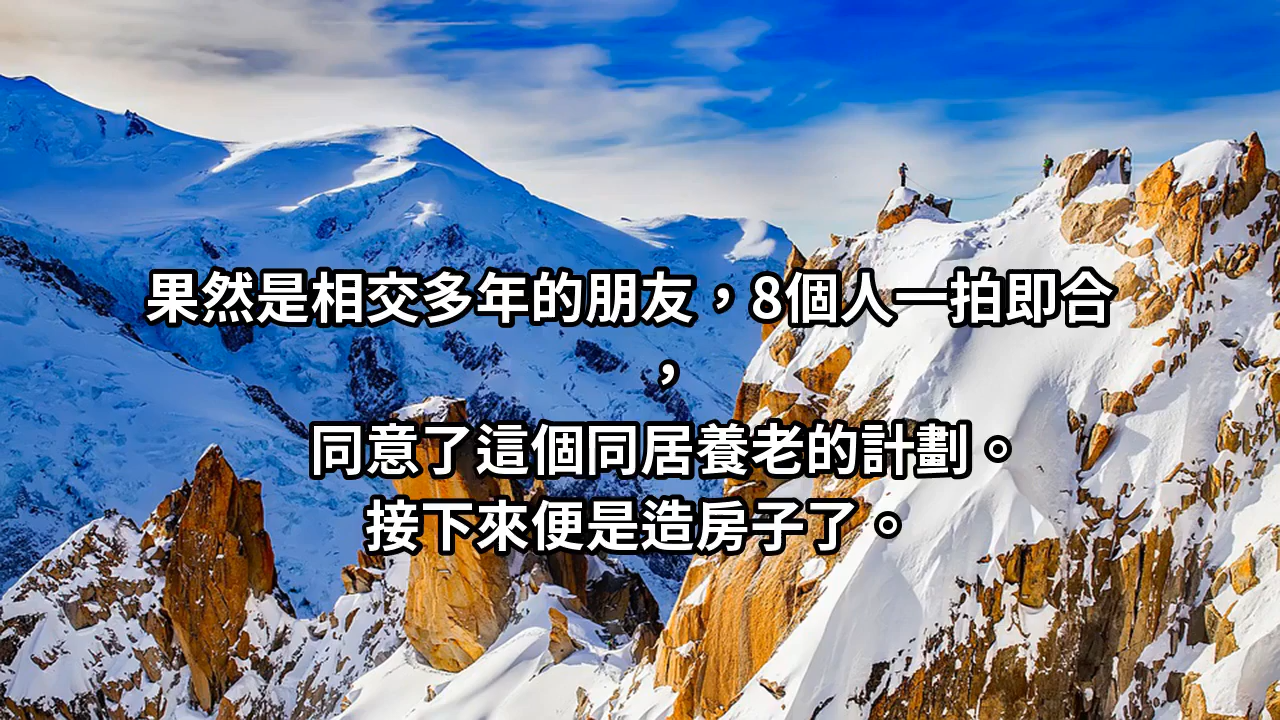 果然是相交多年的朋友，8個人一拍即合
，
同意了這個同居養老的計劃。
接下來便是造房子了。